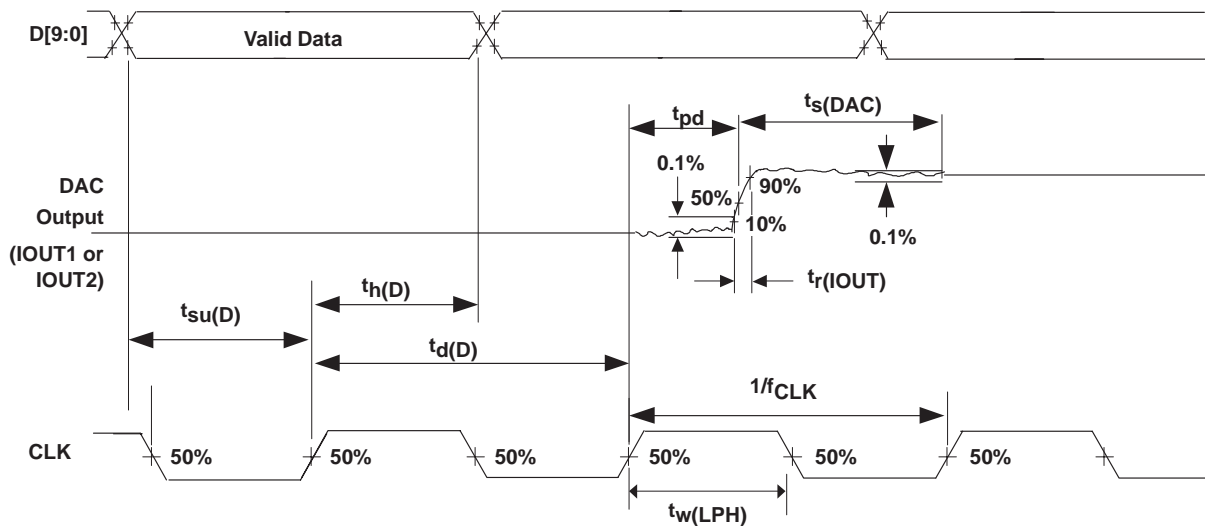 D[9:0]
Valid Data
tpd
ts(DAC)
0.1%
DAC
Output
(IOUT1 or
IOUT2)
50%
90%
10%
0.1%
tr(IOUT)
th(D)
tsu(D)
td(D)
1/fCLK
CLK
50%
50%
50%
50%
50%
50%
tw(LPH)